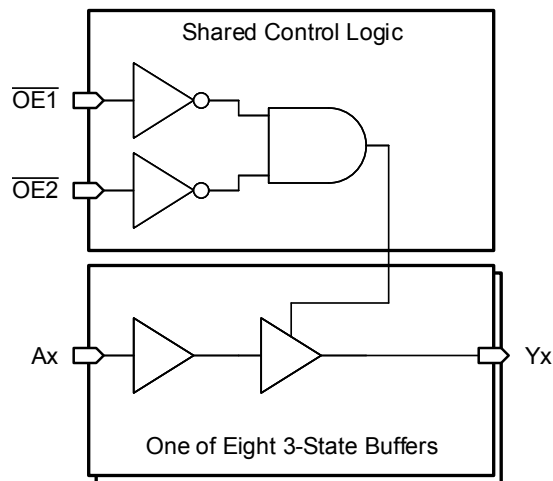 Shared Control Logic
OE1
OE2
Ax
Yx
One of Eight 3-State Buffers